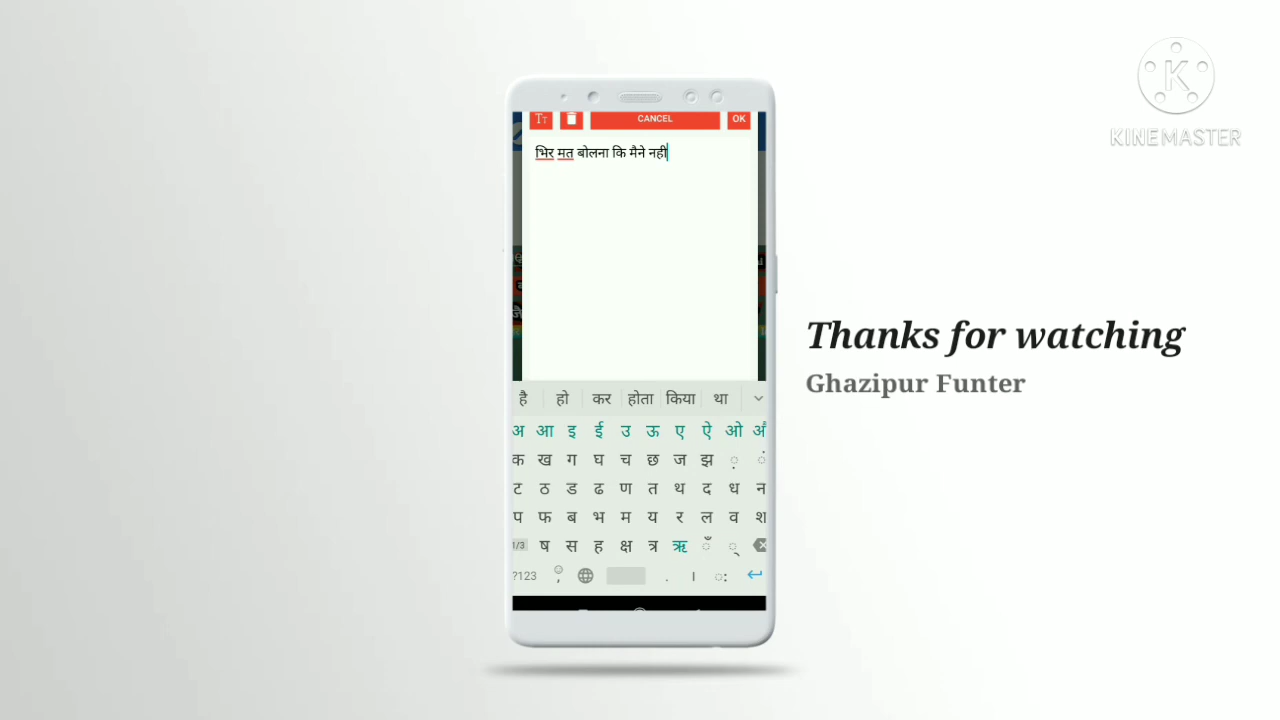 KINEMASTER
CANCEL OK
भिर मत बोलना कि मैने नही
Thanks for watching
Ghazipur Funter
है हो कर होता किया था
अ आ इ ई उ ऊ ए ऐ ओ औ
क ख ग घ च छ ज झ ़ ं
ट ठ ड ढ ण त थ द ध न
प फ ब भ म य र ल व श
1/3 ष स ह क्ष त्र ऋ ँ ्
?123 , . । :